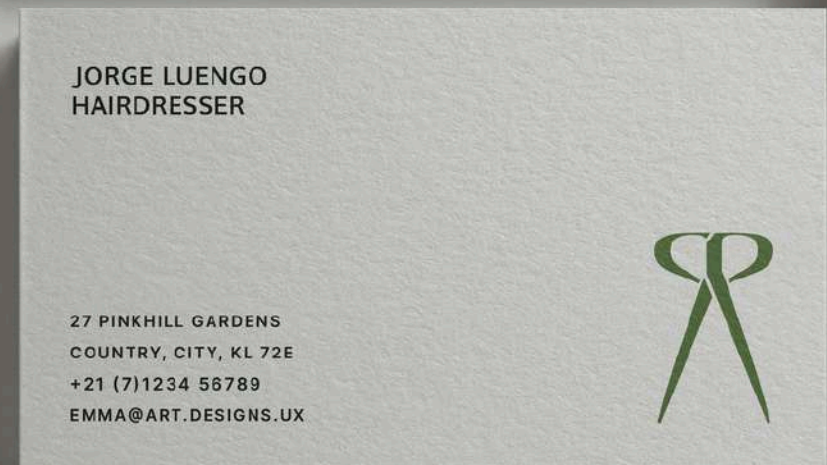 JORGE LUENGO
HAIRDRESSER
27 PINKHILL GARDENS
COUNTRY, CITY, KL 72E
+21 (7)1234 56789
EMMA@ART.DESIGNS.UX